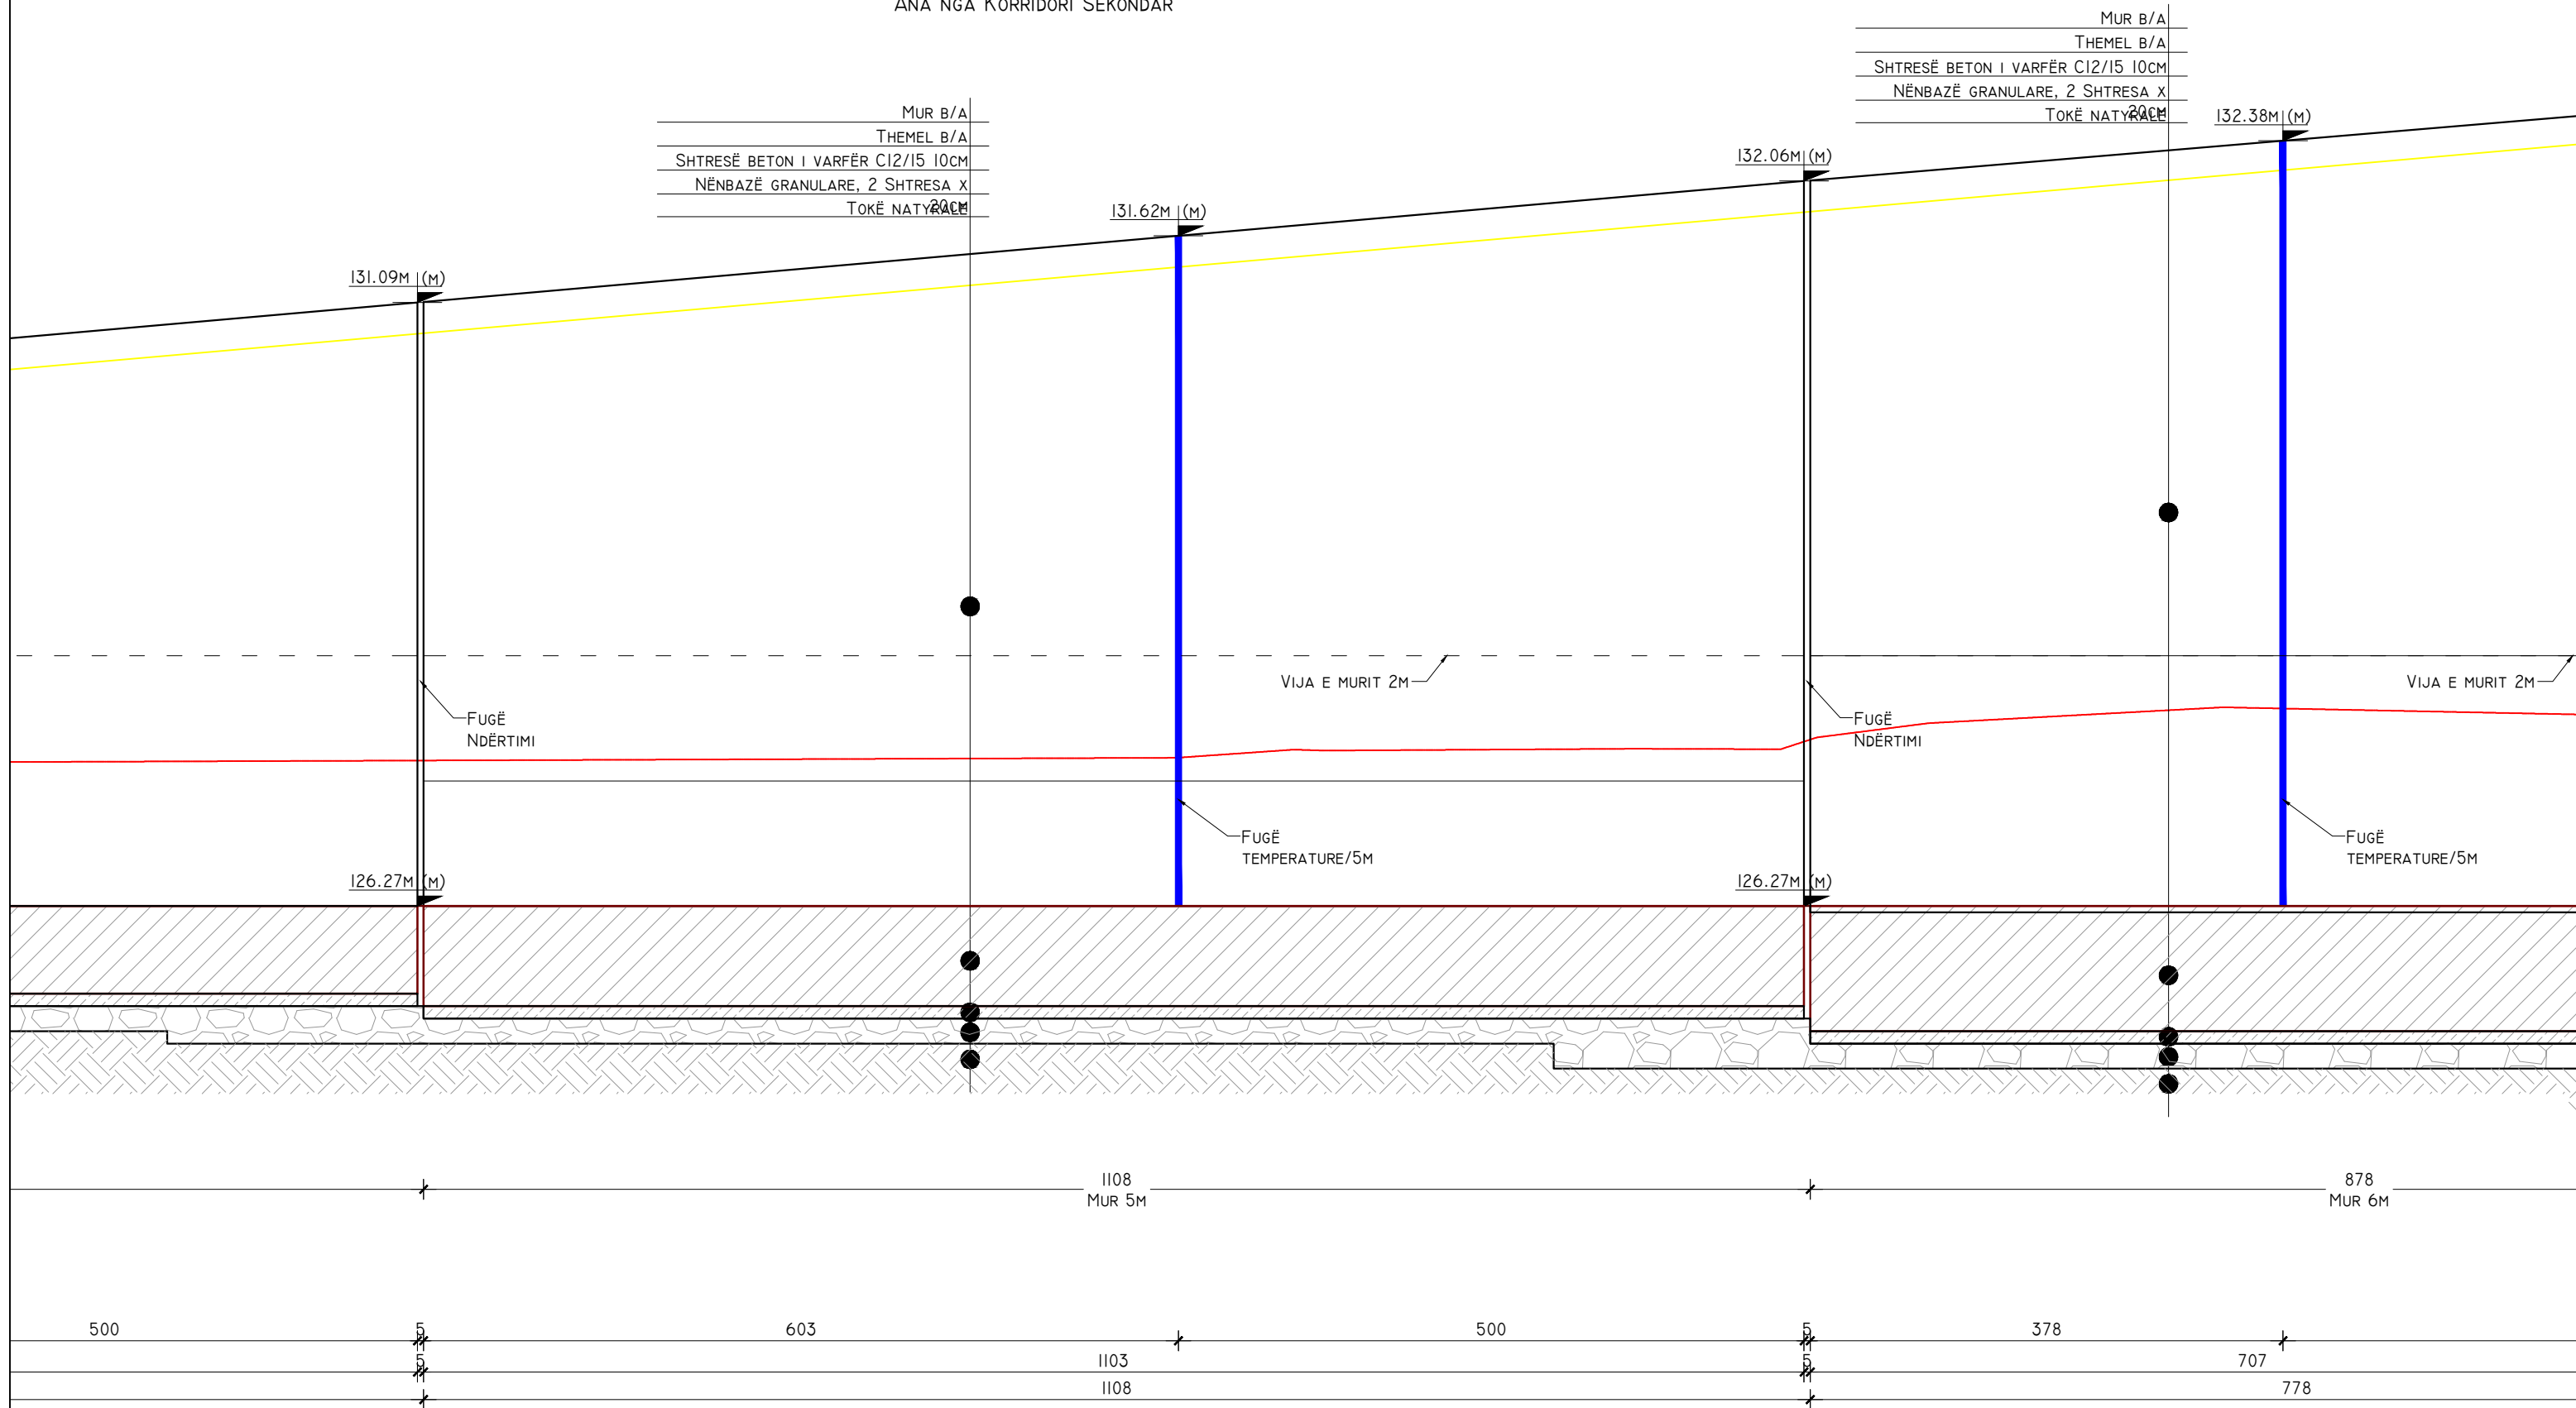 ANA NGA KORRIDORI SEKONDAR
MUR B/A
THEMEL B/A
SHTRESË BETON I VARFËR C12/15 10CM
NËNBAZË GRANULARE, 2 SHTRESA X
20CM
TOKË NATYRALE
132.38M (M)
MUR B/A
THEMEL B/A
SHTRESË BETON I VARFËR C12/15 10CM
NËNBAZË GRANULARE, 2 SHTRESA X
20CM
TOKË NATYRALE
132.06M (M)
131.62M (M)
131.09M (M)
VIJA E MURIT 2M
VIJA E MURIT 2M
FUGË
NDËRTIMI
FUGË
NDËRTIMI
FUGË
TEMPERATURE/5M
FUGË
TEMPERATURE/5M
126.27M (M)
126.27M (M)
1108
MUR 5M
878
MUR 6M
500
5
603
500
5
378
5
1103
5
707
1108
778